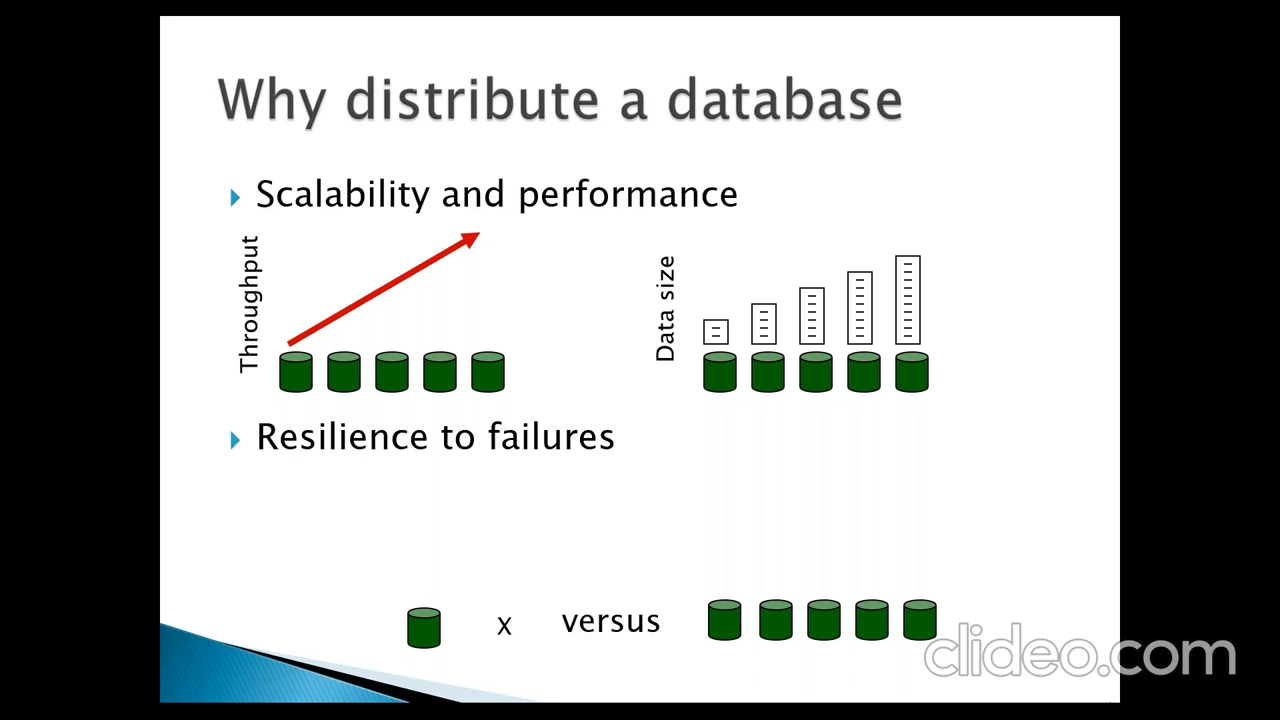 Why distribute a database
Scalability and performance
Throughput
Data size
Resilience to failures
x versus
clideo.com